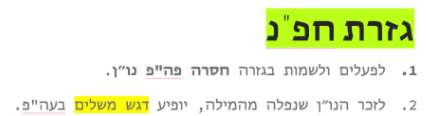 גזרת חפ"נ
1. לפעלים ולשמות בגזרה חסרה פה"פ נו"ן.
2. לזכר הנו"ן שנפלה מהמילה, יופיע דגש משלים בעה"פ.